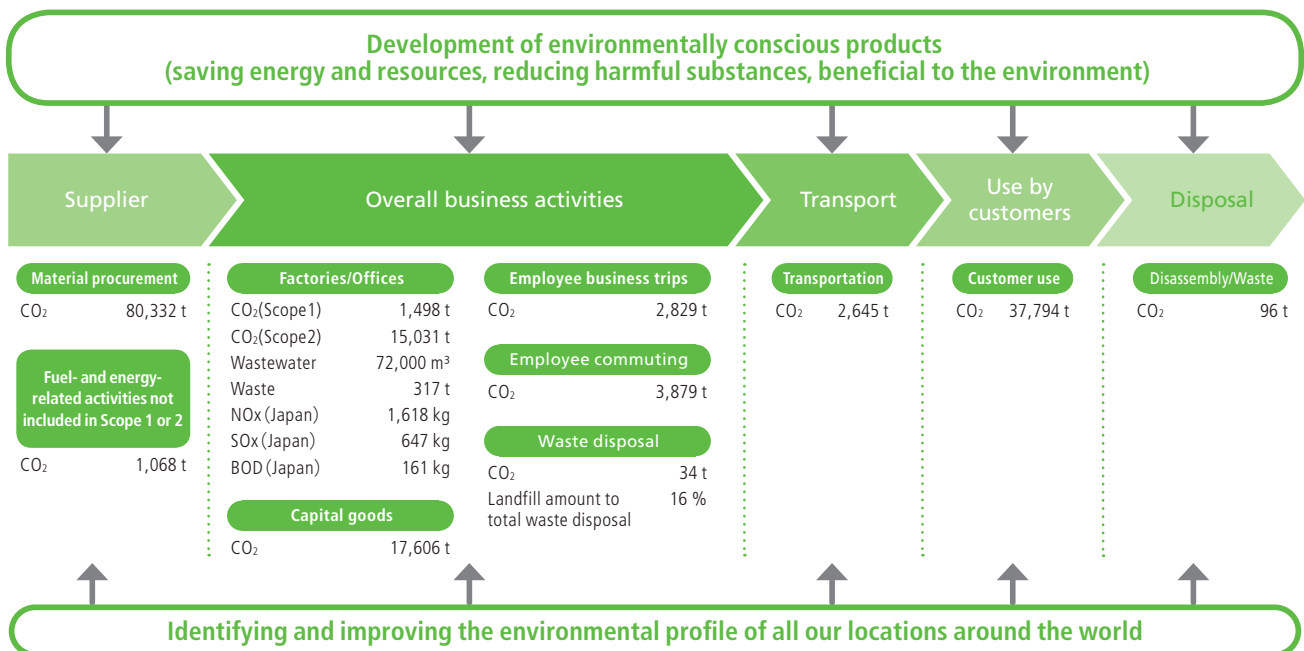 Development of environmentally conscious products
(saving energy and resources, reducing harmful substances, beneficial to the environment)
Supplier
Overall business activities
Transport
Use by
customers
Disposal
Material procurement
CO₂ 80,332 t
Fuel- and energy-
related activities not
included in Scope 1 or 2
CO₂ 1,068 t
Factories/Offices
CO₂(Scope1) 1,498 t
CO₂(Scope2) 15,031 t
Wastewater 72,000 m³
Waste 317 t
NOx (Japan) 1,618 kg
SOx (Japan) 647 kg
BOD (Japan) 161 kg
Capital goods
CO₂ 17,606 t
Employee business trips
CO₂ 2,829 t
Employee commuting
CO₂ 3,879 t
Waste disposal
CO₂ 34 t
Landfill amount to 16 %
total waste disposal
Transportation
CO₂ 2,645 t
Customer use
CO₂ 37,794 t
Disassembly/Waste
CO₂ 96 t
Identifying and improving the environmental profile of all our locations around the world